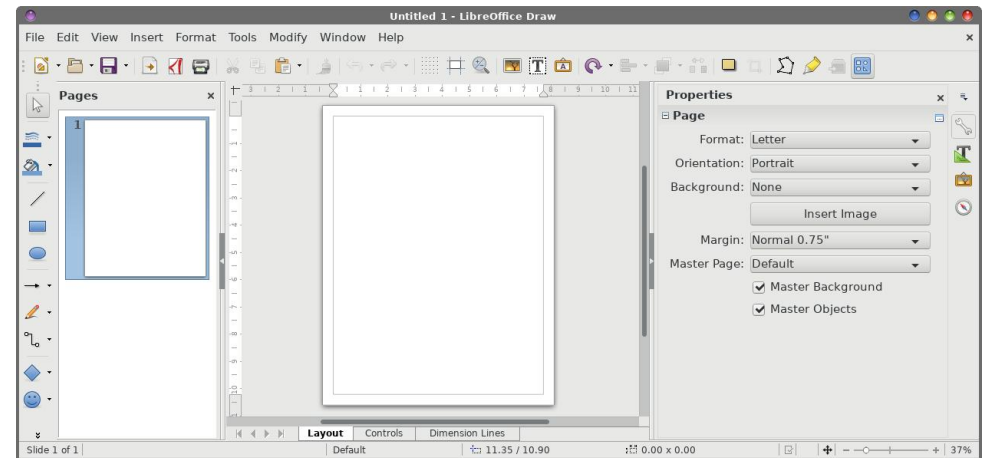 Untitled 1 - LibreOffice Draw
File Edit View Insert Format Tools Modify Window Help
Pages
1
Properties
Page
Format: Letter
Orientation: Portrait
Background: None
Insert Image
Margin: Normal 0.75"
Master Page: Default
Master Background
Master Objects
Layout Controls Dimension Lines
Slide 1 of 1 Default 11.35 / 10.90 0.00 x 0.00 37%